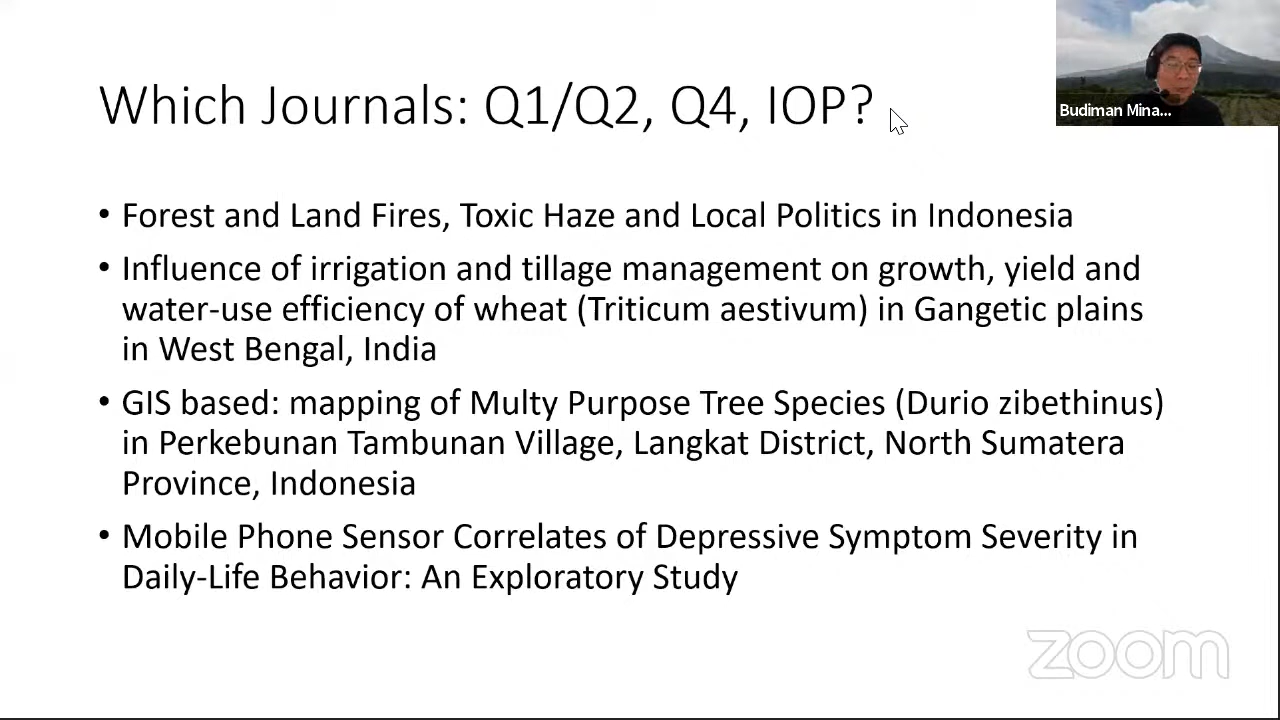 Which Journals: Q1/Q2, Q4, IOP?
Budiman Mina...
• Forest and Land Fires, Toxic Haze and Local Politics in Indonesia
• Influence of irrigation and tillage management on growth, yield and
water-use efficiency of wheat (Triticum aestivum) in Gangetic plains
in West Bengal, India
• GIS based: mapping of Multy Purpose Tree Species (Durio zibethinus)
in Perkebunan Tambunan Village, Langkat District, North Sumatera
Province, Indonesia
• Mobile Phone Sensor Correlates of Depressive Symptom Severity in
Daily-Life Behavior: An Exploratory Study
zoom